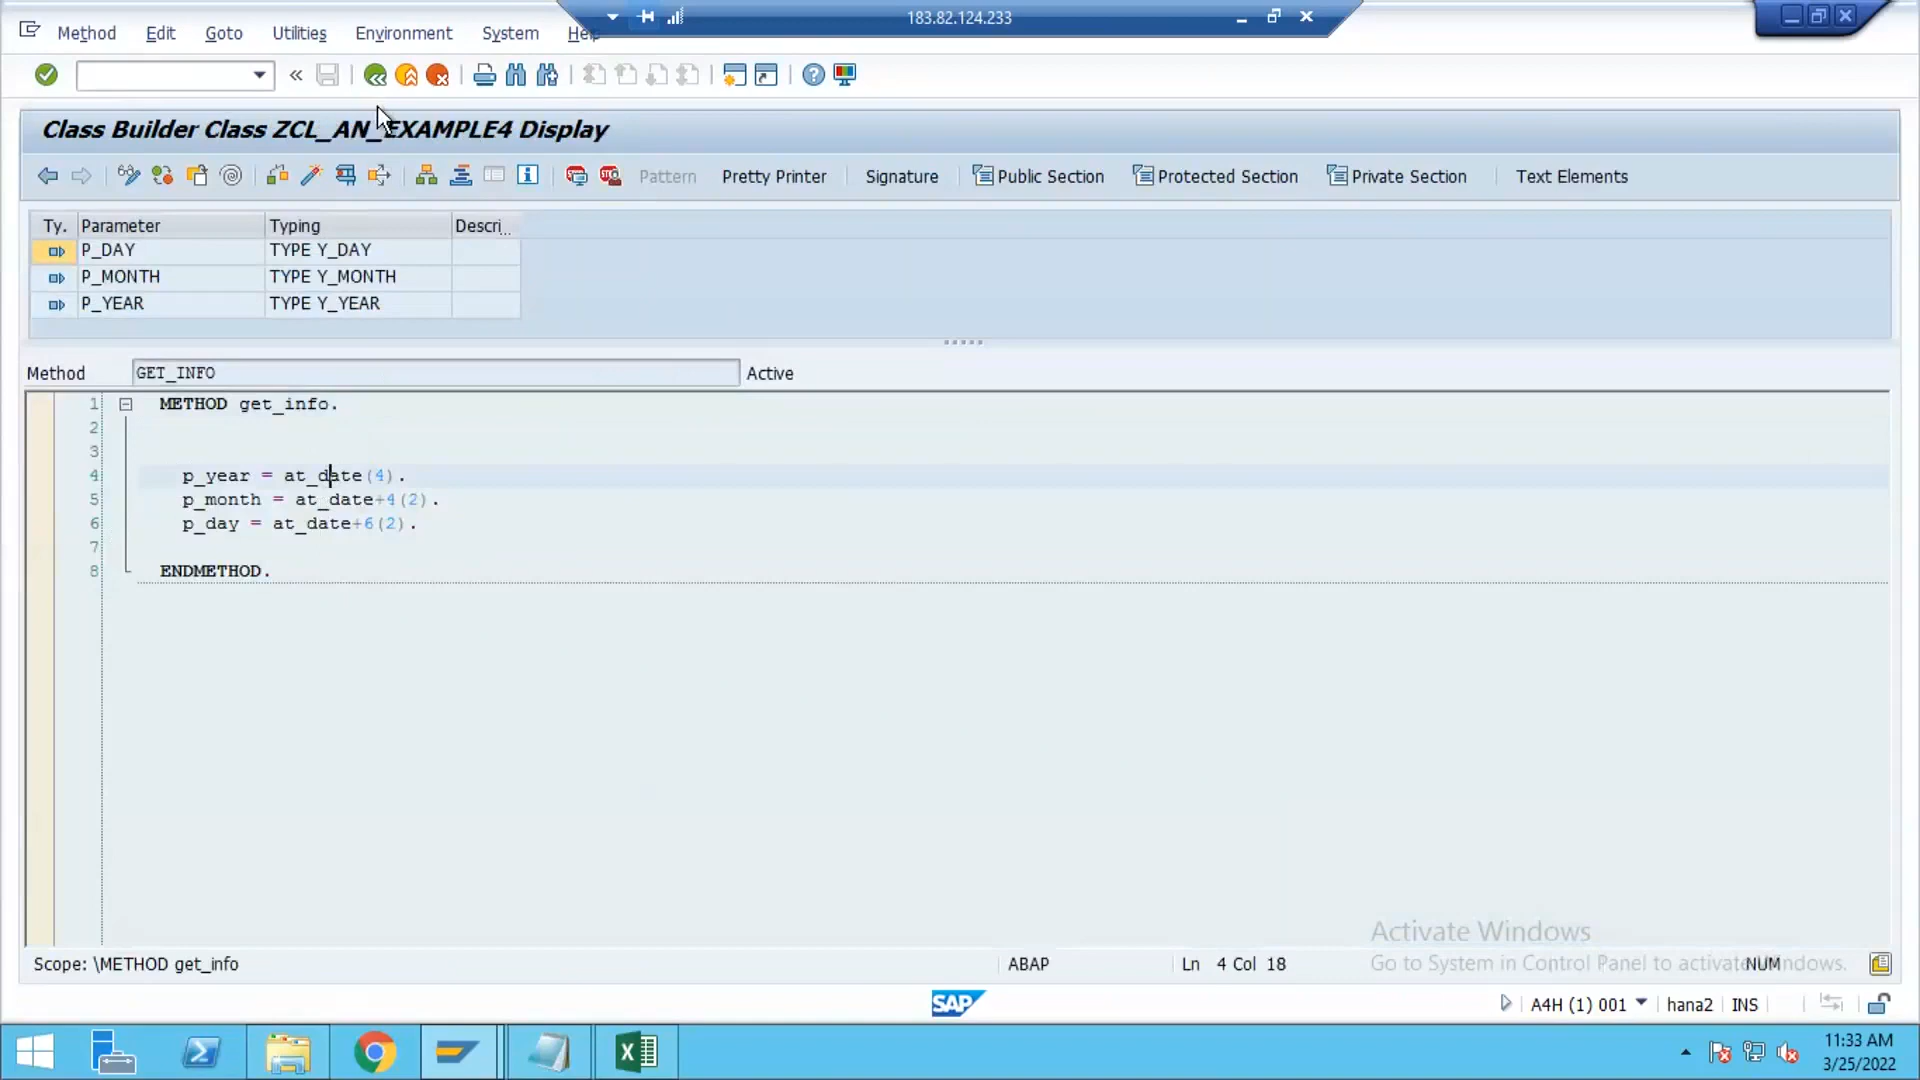 183.82.124.233
Method Edit Goto Utilities Environment System Help
Class Builder Class ZCL_AN_EXAMPLE4 Display
Pattern Pretty Printer Signature Public Section Protected Section Private Section Text Elements
Ty. Parameter Typing Descri...
P_DAY TYPE Y_DAY
P_MONTH TYPE Y_MONTH
P_YEAR TYPE Y_YEAR
Method GET_INFO Active
1 METHOD get_info.
2
3
4 p_year = at_date(4).
5 p_month = at_date+4(2).
6 p_day = at_date+6(2).
7
8 ENDMETHOD.
Activate Windows
Go to System in Control Panel to activate Windows.
Scope: \METHOD get_info ABAP Ln 4 Col 18 NUM
SAP A4H (1) 001 hana2 INS
11:33 AM
3/25/2022